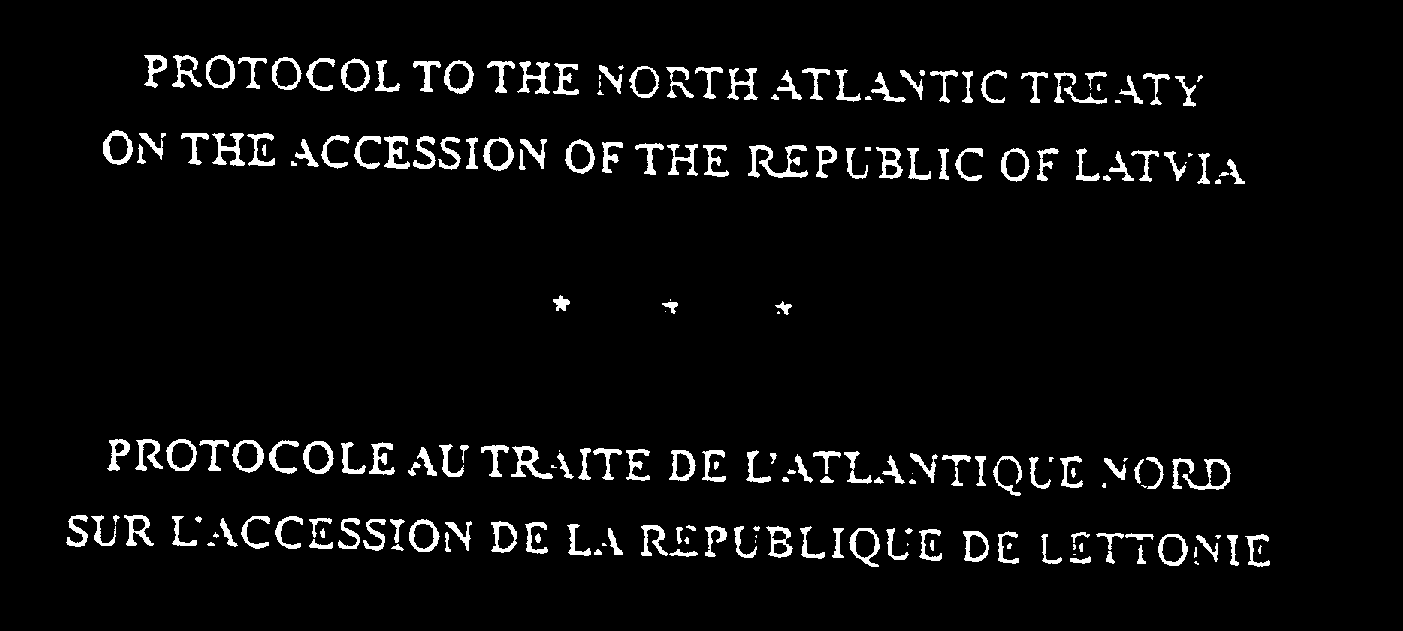 PROTOCOL TO THE NORTH ATLANTIC TREATY
ON THE ACCESSION OF THE REPUBLIC OF LATVIA
* * *
PROTOCOLE AU TRAITE DE L'ATLANTIQUE NORD
SUR L'ACCESSION DE LA REPUBLIQUE DE LETTONIE